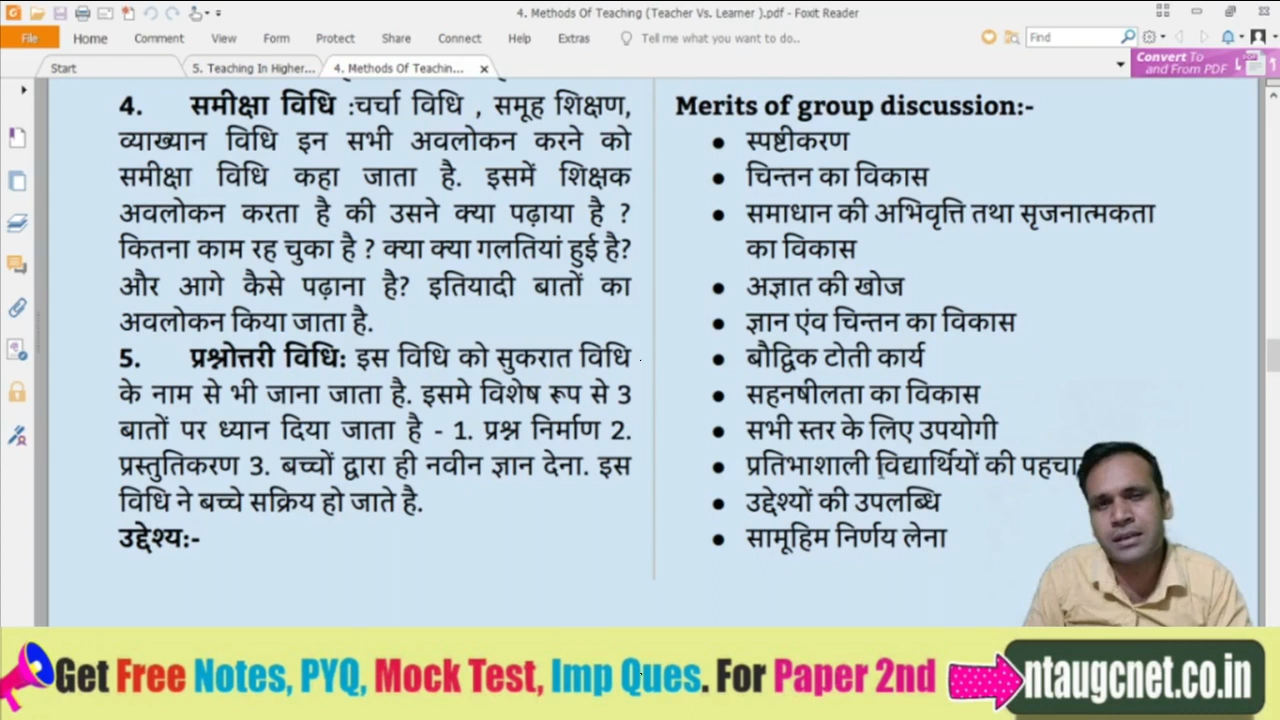 4. Methods Of Teaching (Teacher Vs. Learner ).pdf - Foxit Reader
File Home Comment View Form Protect Share Connect Help Extras Tell me what you want to do.. Find
Start 5. Teaching In Higher... 4. Methods Of Teachin... Convert To and From PDF
4. समीक्षा विधि :चर्चा विधि , समूह शिक्षण,
व्याख्यान विधि इन सभी अवलोकन करने को
समीक्षा विधि कहा जाता है. इसमें शिक्षक
अवलोकन करता है की उसने क्या पढ़ाया है ?
कितना काम रह चुका है ? क्या क्या गलतियां हुई है?
और आगे कैसे पढ़ाना है? इतियादी बातों का
अवलोकन किया जाता है.
5. प्रश्नोत्तरी विधि: इस विधि को सुकरात विधि
के नाम से भी जाना जाता है. इसमे विशेष रूप से 3
बातों पर ध्यान दिया जाता है - 1. प्रश्न निर्माण 2.
प्रस्तुतिकरण 3. बच्चों द्वारा ही नवीन ज्ञान देना. इस
विधि ने बच्चे सक्रिय हो जाते है.
उद्देश्य:-
Merits of group discussion:-
• स्पष्टीकरण
• चिन्तन का विकास
• समाधान की अभिवृत्ति तथा सृजनात्मकता
का विकास
• अज्ञात की खोज
• ज्ञान एंव चिन्तन का विकास
• बौद्विक टोती कार्य
• सहनषीलता का विकास
• सभी स्तर के लिए उपयोगी
• प्रतिभाशाली विद्यार्थियों की पहचा
• उद्देश्यों की उपलब्धि
• सामूहिम निर्णय लेना
Get Free Notes, PYQ, Mock Test, Imp Ques. For Paper 2nd ntaugcnet.co.in